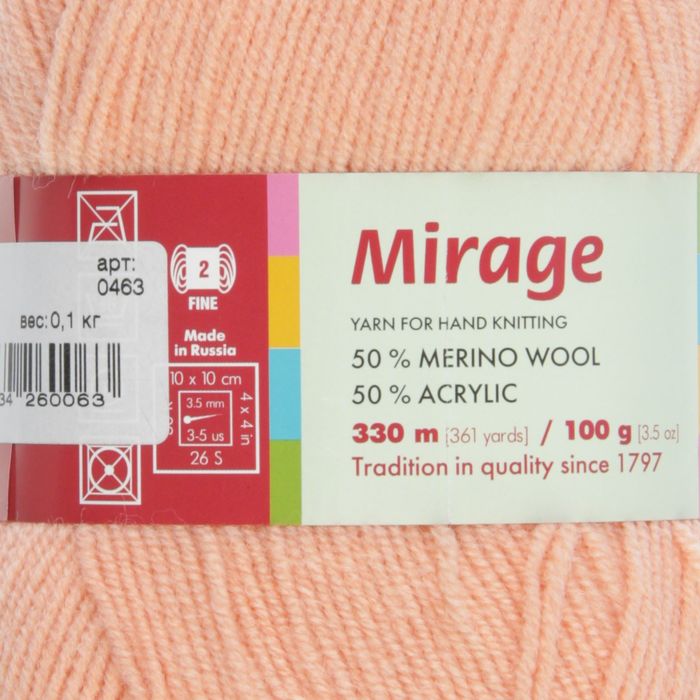 арт:
0463
вес:0,1 кг
260063
2
FINE
Made
in Russia
10 x 10 cm
3.5 mm
3-5 us
4 x 4 in
26 S
Mirage
YARN FOR HAND KNITTING
50 % MERINO WOOL
50 % ACRYLIC
330 m [361 yards] / 100 g [3.5 oz]
Tradition in quality since 1797